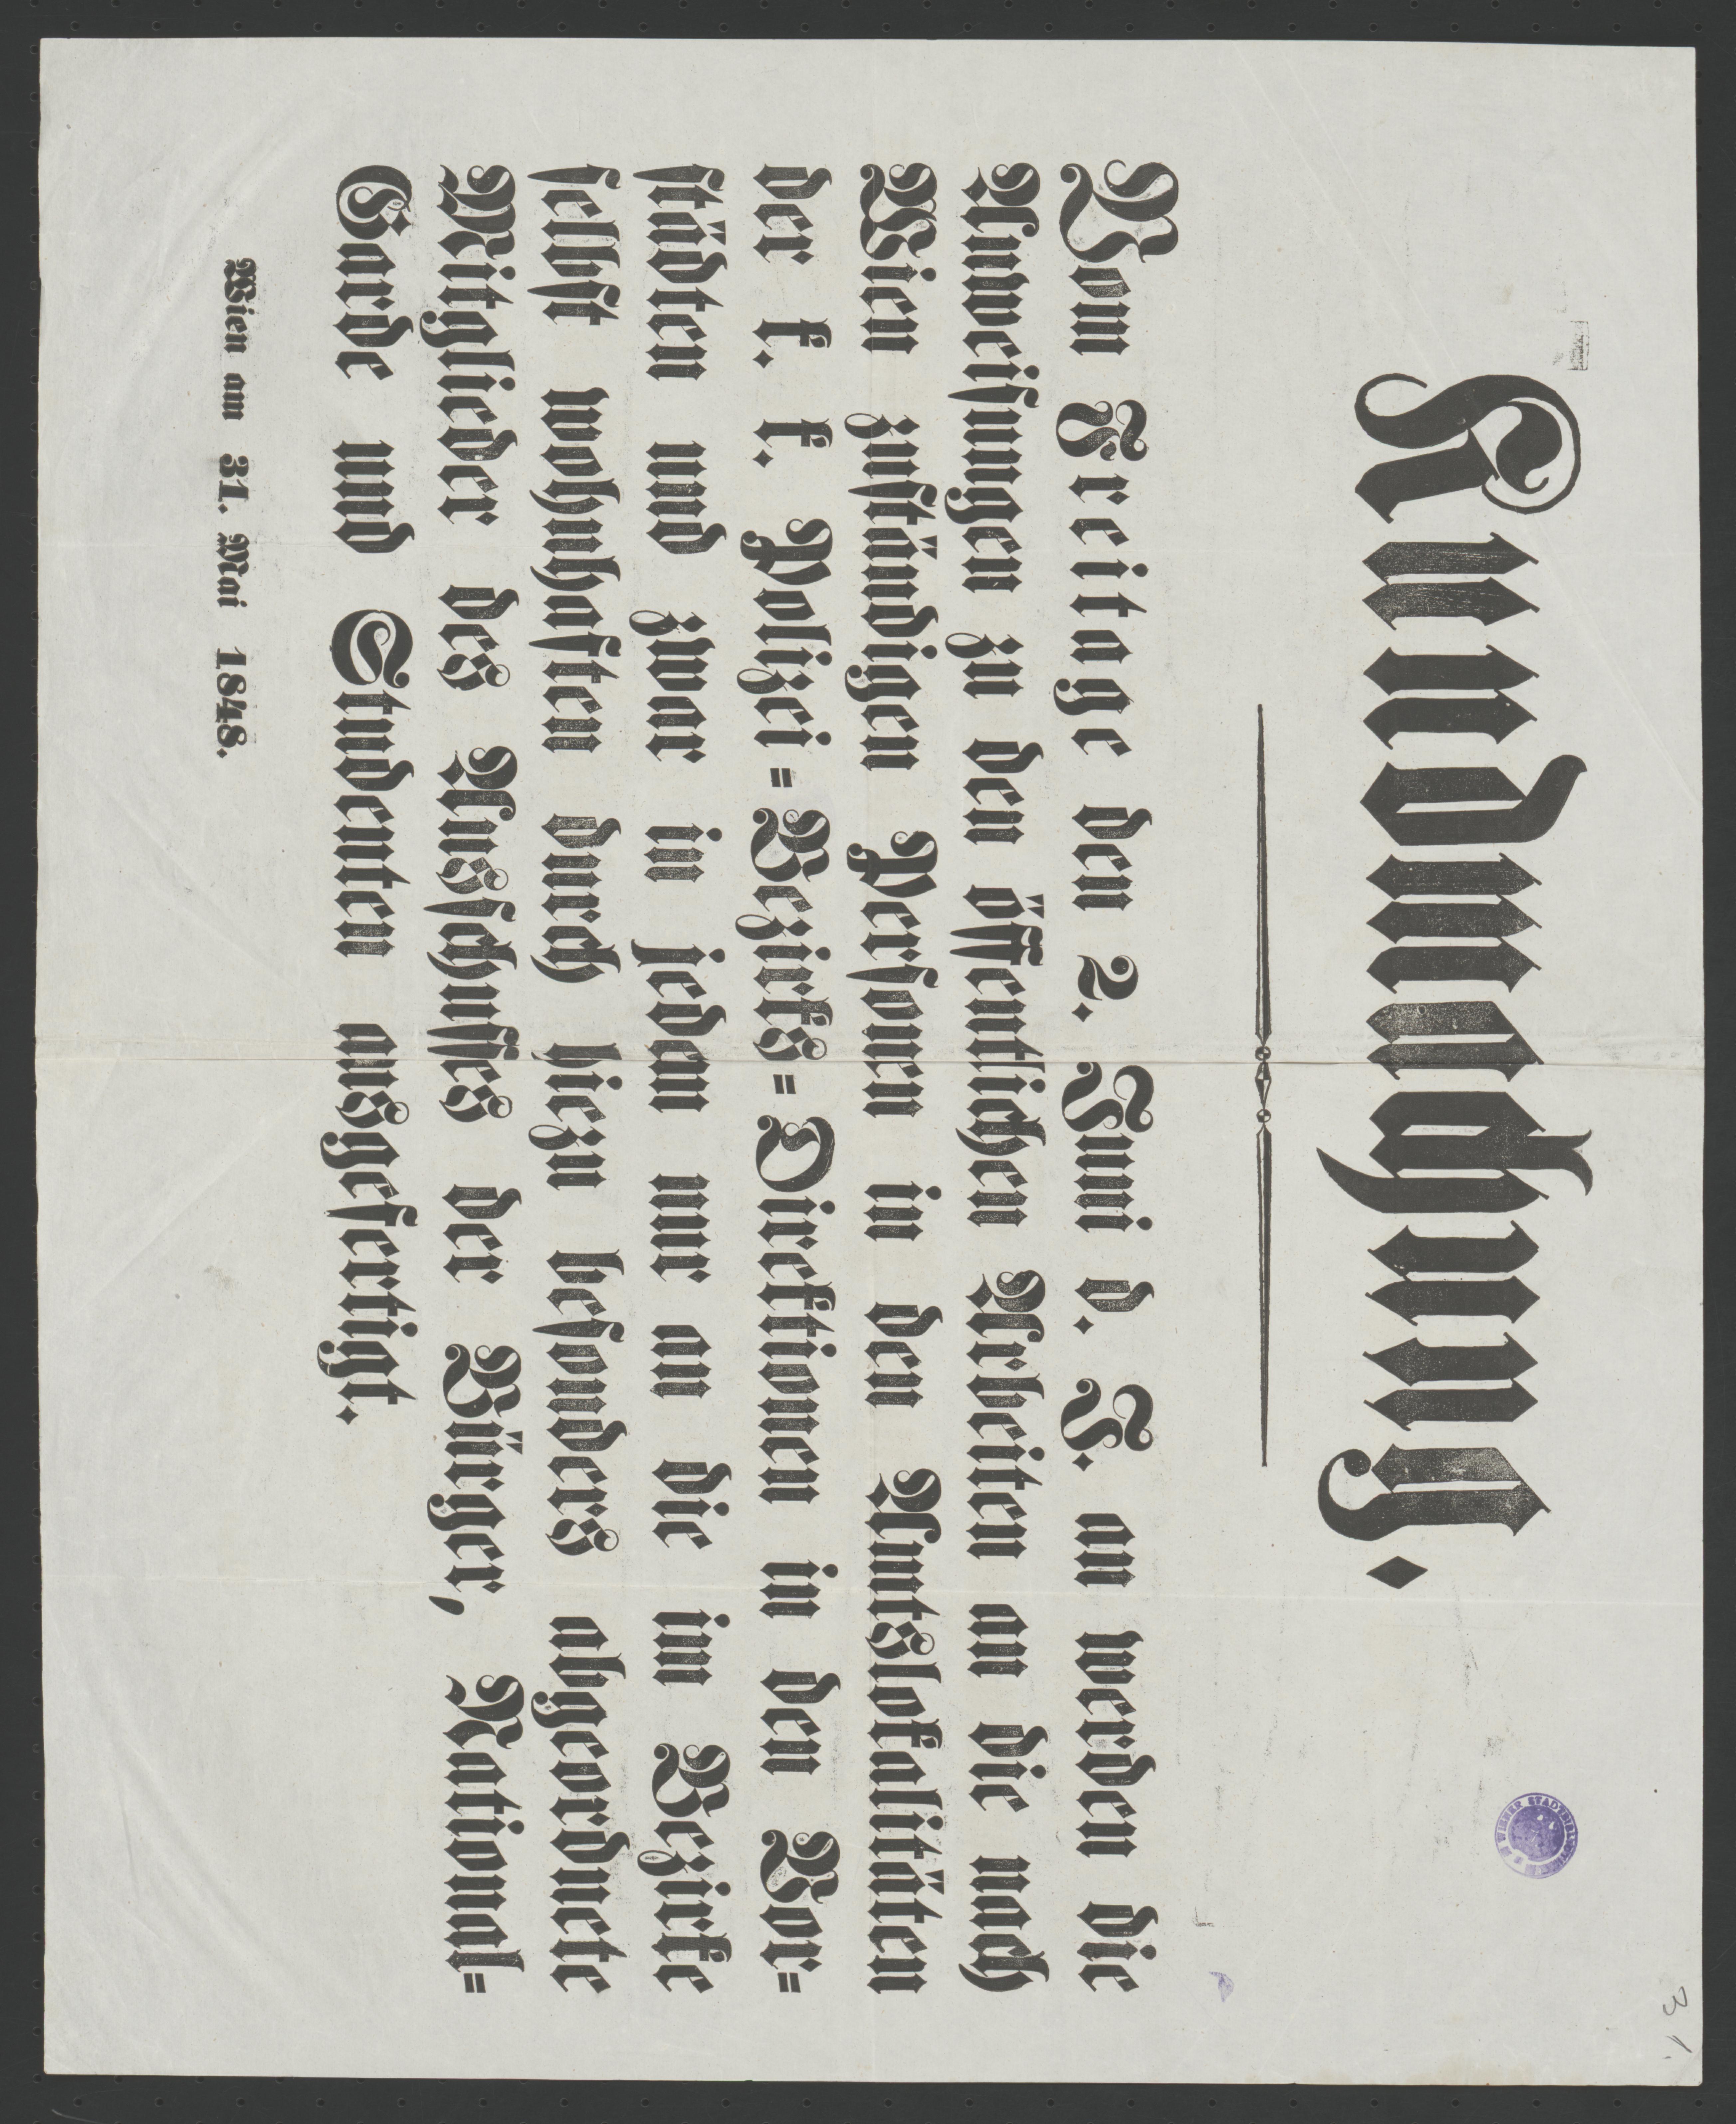 Kundmachung.
Vom Freitage den 2. Juni d. J. an werden die
Anweisungen zu den öffentlichen Arbeiten an die nach
Wien zuständigen Personen in den Amtslokalitäten
der k. k. Polizei=Bezirks=Direktionen in den Vor=
städten und zwar in jedem nur an die im Bezirke
selbst wohnhaften durch hiezu besonders abgeordnete
Mitglieder des Ausschusses der Bürger, National=
Garde und Studenten ausgefertigt.
Wien am 31. Mai 1848.
31.